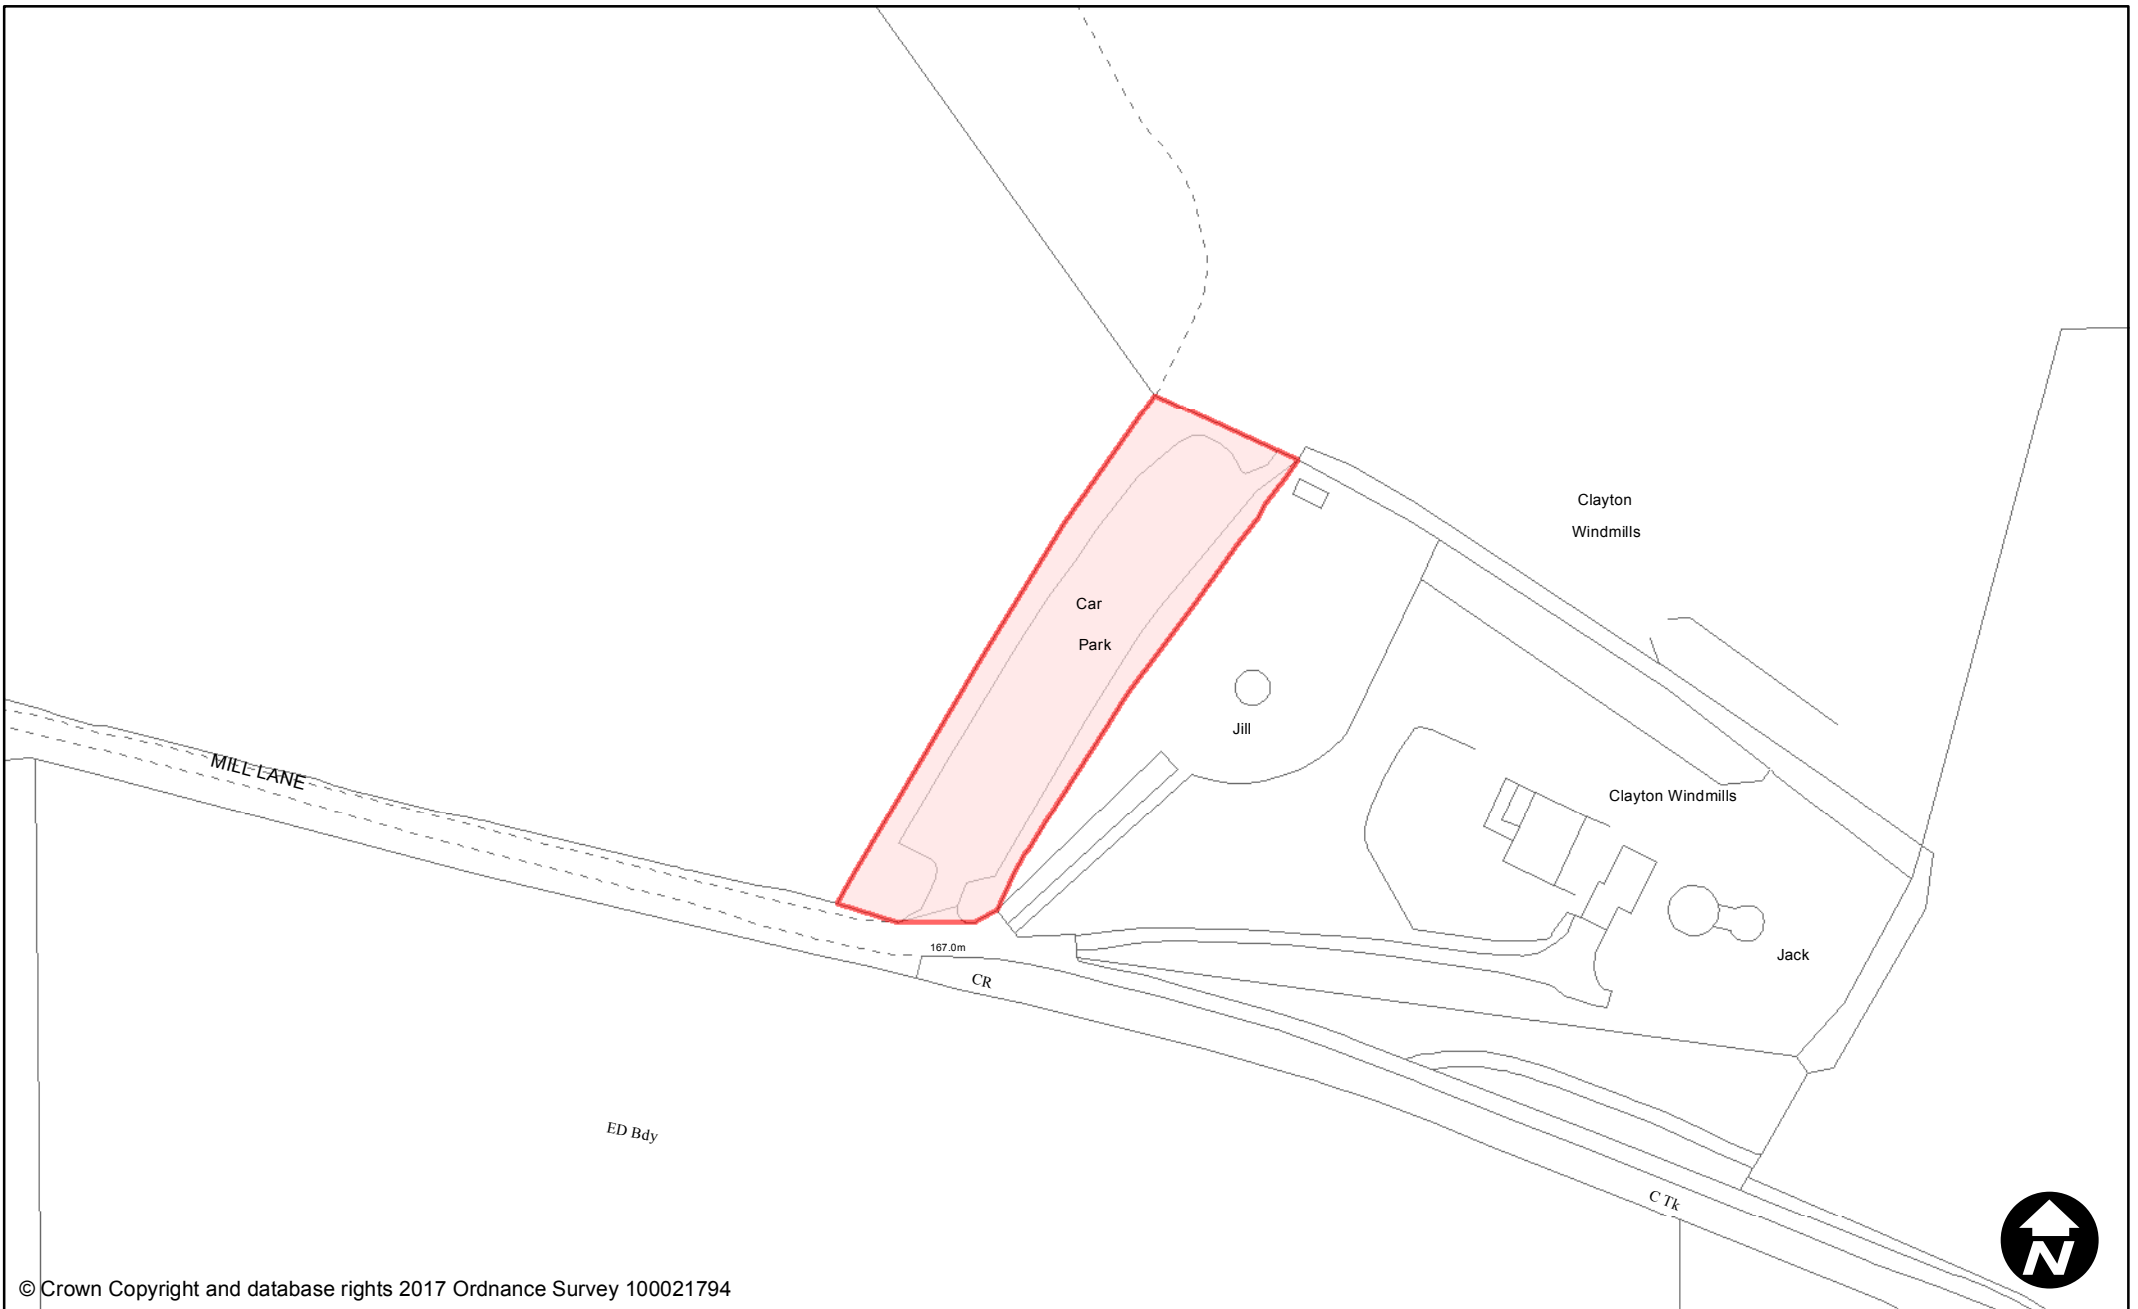 Clayton
Windmills
Car
Park
Jill
MILL LANE
Clayton Windmills
167.0m
Jack
CR
ED Bdy
C Tk
N
© Crown Copyright and database rights 2017 Ordnance Survey 100021794